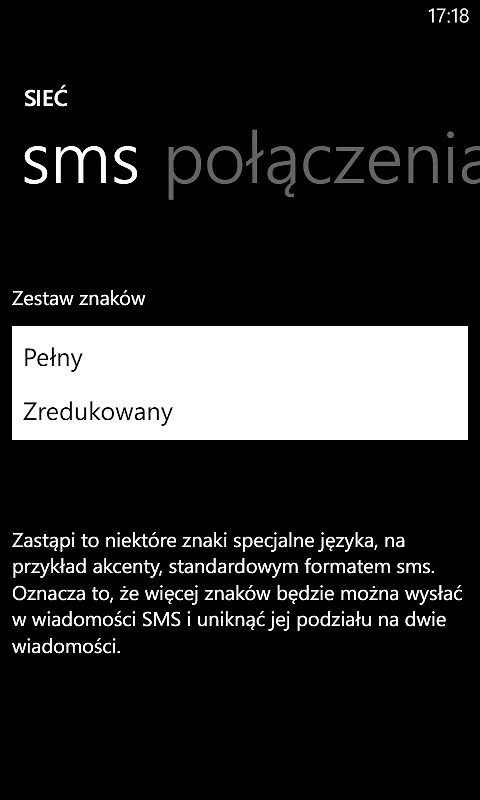 17:18
SIEĆ
sms połączenia
Zestaw znaków
Pełny
Zredukowany
Zastąpi to niektóre znaki specjalne języka, na
przykład akcenty, standardowym formatem sms.
Oznacza to, że więcej znaków będzie można wysłać
w wiadomości SMS i uniknąć jej podziału na dwie
wiadomości.